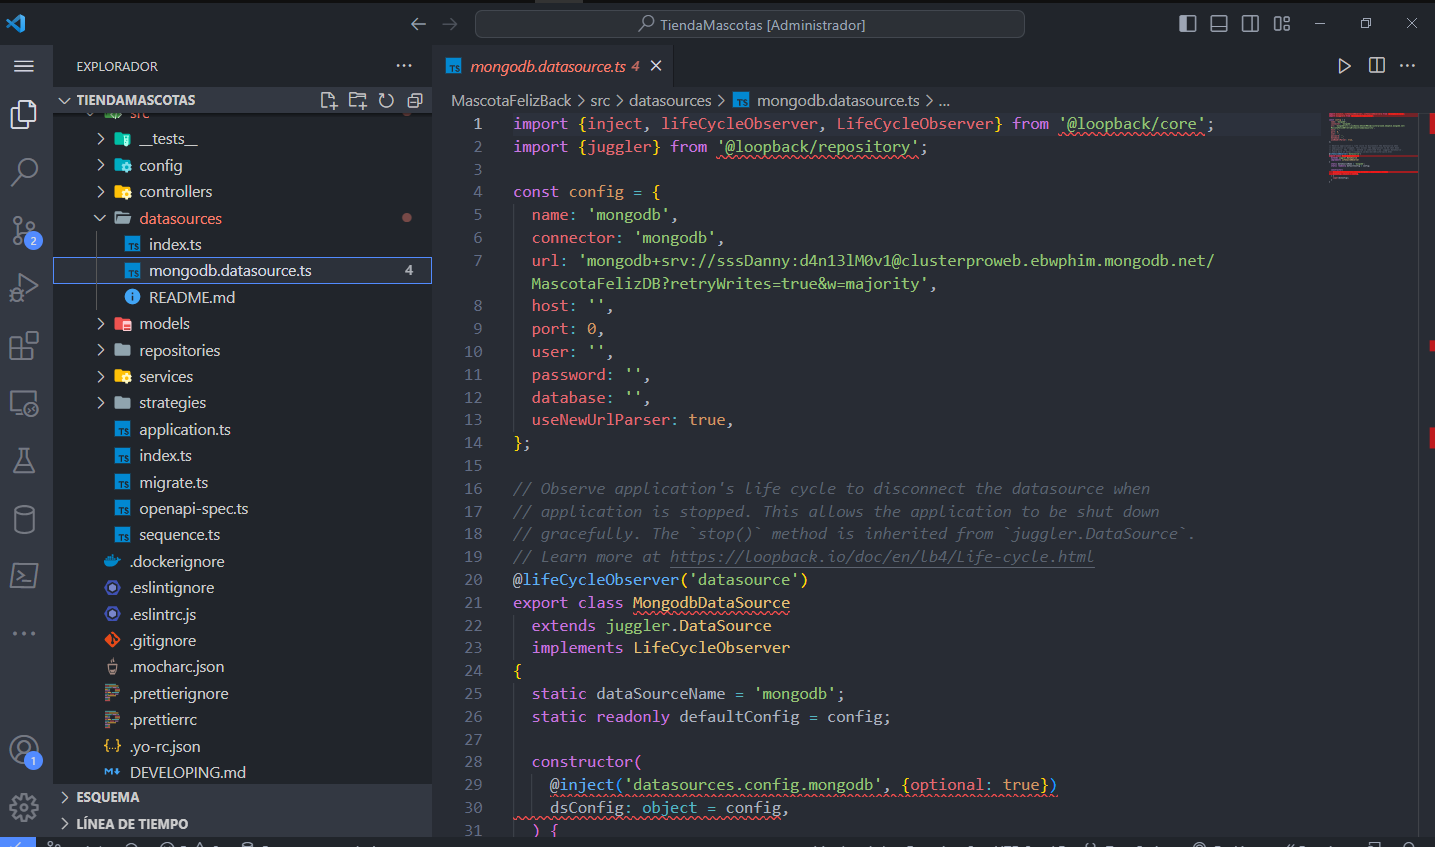 TiendaMascotas [Administrador]
EXPLORADOR
TIENDAMASCOTAS
src
__tests__
config
controllers
datasources
index.ts
mongodb.datasource.ts 4
README.md
models
repositories
services
strategies
application.ts
index.ts
migrate.ts
openapi-spec.ts
sequence.ts
.dockerignore
.eslintignore
.eslintrc.js
.gitignore
.mocharc.json
.prettierignore
.prettierrc
.yo-rc.json
DEVELOPING.md
ESQUEMA
LÍNEA DE TIEMPO
2
1
mongodb.datasource.ts 4
MascotaFelizBack > src > datasources > mongodb.datasource.ts > ...
1 import {inject, lifeCycleObserver, LifeCycleObserver} from '@loopback/core';
2 import {juggler} from '@loopback/repository';
3
4 const config = {
5 name: 'mongodb',
6 connector: 'mongodb',
7 url: 'mongodb+srv://sssDanny:d4n13lM0v1@clusterproweb.ebwphim.mongodb.net/
MascotaFelizDB?retryWrites=true&w=majority',
8 host: '',
9 port: 0,
10 user: '',
11 password: '',
12 database: '',
13 useNewUrlParser: true,
14 };
15
16 // Observe application's life cycle to disconnect the datasource when
17 // application is stopped. This allows the application to be shut down
18 // gracefully. The `stop()` method is inherited from `juggler.DataSource`.
19 // Learn more at https://loopback.io/doc/en/lb4/Life-cycle.html
20 @lifeCycleObserver('datasource')
21 export class MongodbDataSource
22 extends juggler.DataSource
23 implements LifeCycleObserver
24 {
25 static dataSourceName = 'mongodb';
26 static readonly defaultConfig = config;
27
28 constructor(
29 @inject('datasources.config.mongodb', {optional: true})
30 dsConfig: object = config,
31 ) {